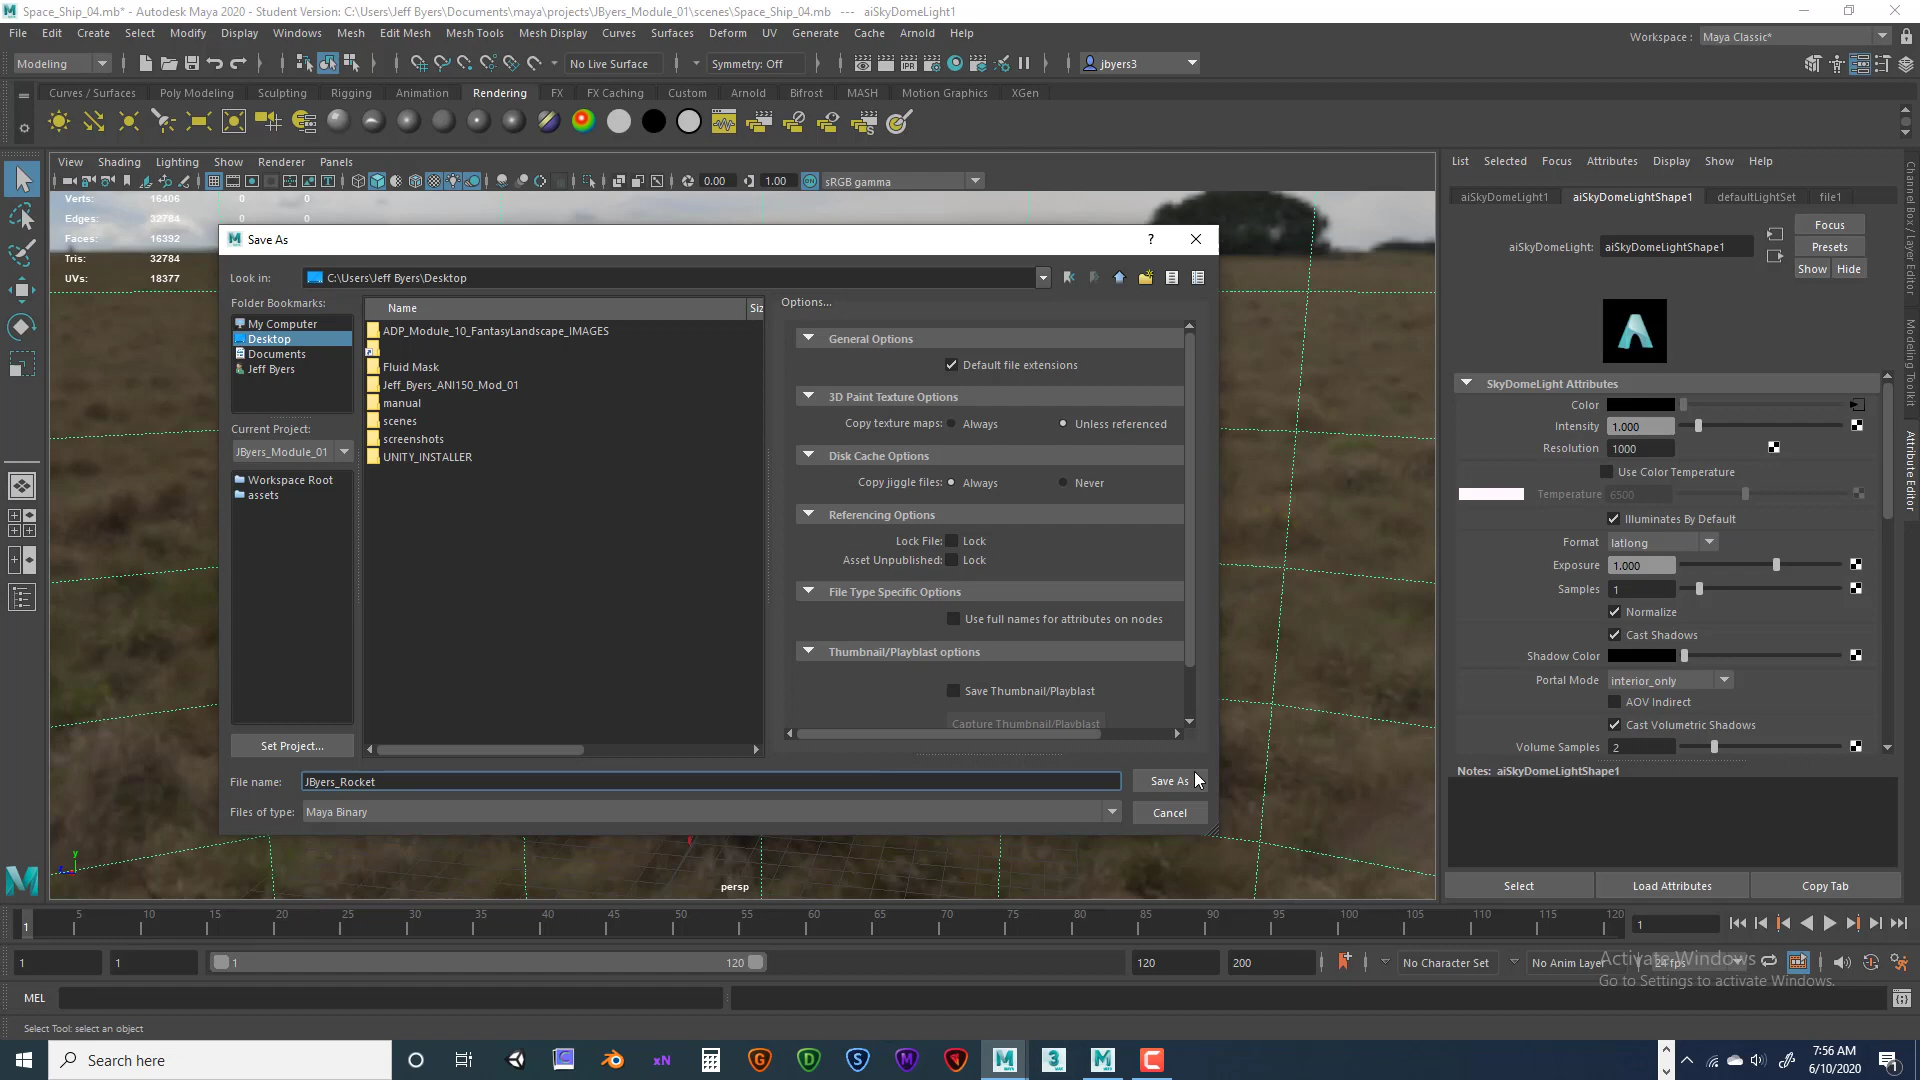 Space_Ship_04.mb* - Autodesk Maya 2020 - Student Version: C:\Users\Jeff Byers\Documents\maya\projects\JByers_Module_01\scenes\Space_Ship_04.mb --- aiSkyDomeLight1
File Edit Create Select Modify Display Windows Mesh Edit Mesh Mesh Tools Mesh Display Curves Surfaces Deform UV Generate Cache Arnold Help
Workspace : Maya Classic*
Modeling No Live Surface Symmetry: Off jbyers3
Curves / Surfaces Poly Modeling Sculpting Rigging Animation Rendering FX FX Caching Custom Arnold Bifrost MASH Motion Graphics XGen
View Shading Lighting Show Renderer Panels
0.00 1.00 sRGB gamma
Verts: 16406 0 0
Edges: 32784 0 0
Faces: 16392
Tris: 32784
UVs: 18377
Save As
Look in: C:\Users\Jeff Byers\Desktop
Folder Bookmarks:
My Computer
Desktop
Documents
Jeff Byers
Current Project:
JByers_Module_01
Workspace Root
assets
Set Project...
Name Siz
ADP_Module_10_FantasyLandscape_IMAGES
Fluid Mask
Jeff_Byers_ANI150_Mod_01
manual
scenes
screenshots
UNITY_INSTALLER
Options...
General Options
Default file extensions
3D Paint Texture Options
Copy texture maps: Always Unless referenced
Disk Cache Options
Copy jiggle files: Always Never
Referencing Options
Lock File: Lock
Asset Unpublished: Lock
File Type Specific Options
Use full names for attributes on nodes
Thumbnail/Playblast options
Save Thumbnail/Playblast
Capture Thumbnail/Playblast
File name: JByers_Rocket Save As
Files of type: Maya Binary Cancel
persp
List Selected Focus Attributes Display Show Help
aiSkyDomeLight1 aiSkyDomeLightShape1 defaultLightSet file1
aiSkyDomeLight: aiSkyDomeLightShape1
Focus
Presets
Show Hide
SkyDomeLight Attributes
Color
Intensity 1.000
Resolution 1000
Use Color Temperature
Temperature 6500
Illuminates By Default
Format latlong
Exposure 1.000
Samples 1
Normalize
Cast Shadows
Shadow Color
Portal Mode interior_only
AOV Indirect
Cast Volumetric Shadows
Volume Samples 2
Notes: aiSkyDomeLightShape1
Select Load Attributes Copy Tab
Channel Box / Layer Editor
Modeling Toolkit
Attribute Editor
1 5 10 15 20 25 30 35 40 45 50 55 60 65 70 75 80 85 90 95 100 105 110 115 120 1
1 1 1 120 120 200 No Character Set No Anim Layer 24 fps
Activate Windows
Go to Settings to activate Windows.
MEL
Select Tool: select an object
Search here
7:56 AM
6/10/2020